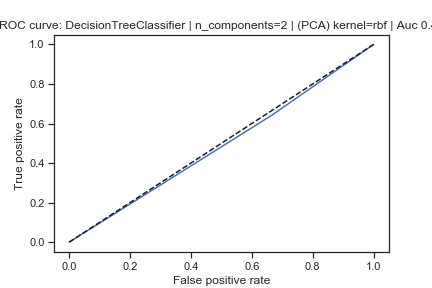 ROC curve: DecisionTreeClassifier | n_components=2 | (PCA) kernel=rbf | Auc 0.4
1.0
0.8
0.6
0.4
0.2
0.0
True positive rate
0.0 0.2 0.4 0.6 0.8 1.0
False positive rate